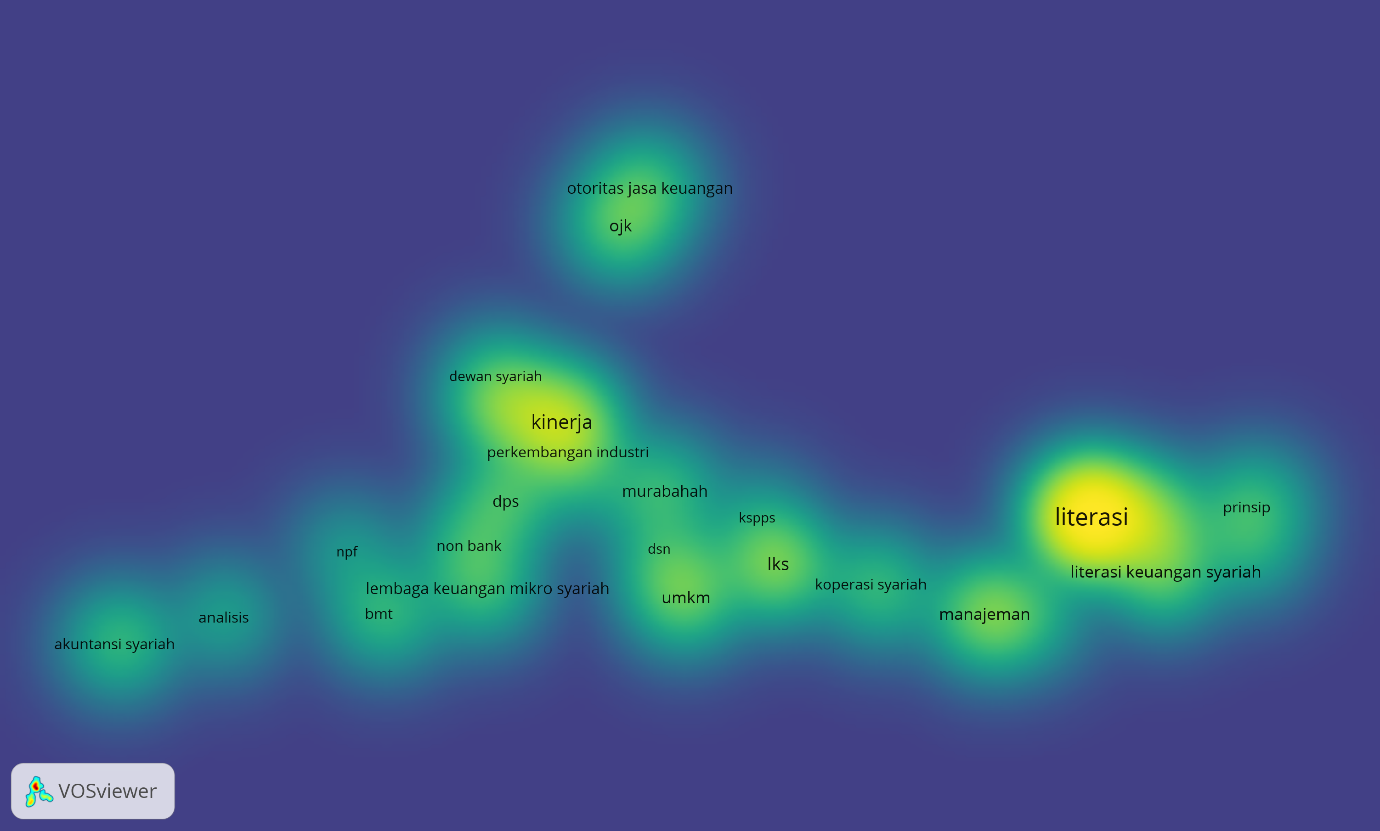 otoritas jasa keuangan
ojk
dewan syariah
kinerja
perkembangan industri
murabahah
dps
literasi
prinsip
kspps
non bank
dsn
npf
lks
literasi keuangan syariah
koperasi syariah
lembaga keuangan mikro syariah
umkm
bmt
manajeman
analisis
akuntansi syariah
VOSviewer